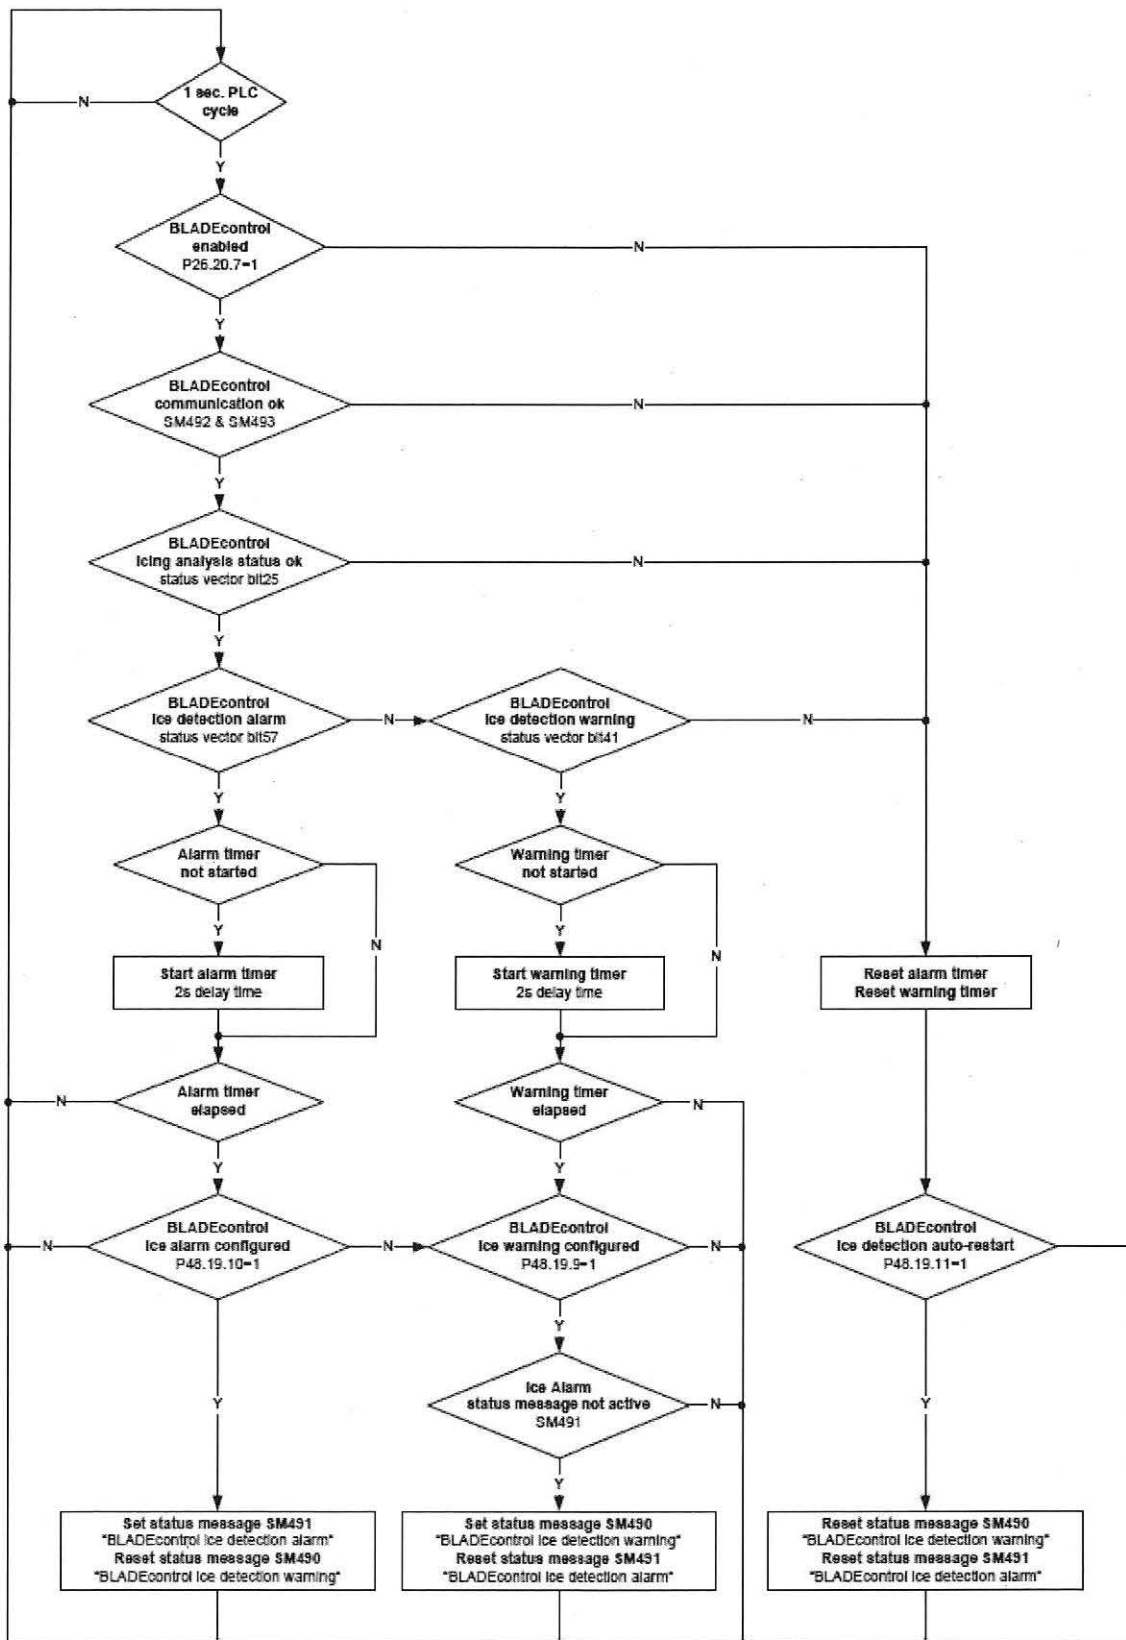 1 sec. PLC
cycle
N
Y
BLADEcontrol
enabled
P26.20.7=1
N
Y
BLADEcontrol
communication ok
SM492 & SM493
N
Y
BLADEcontrol
Icing analysis status ok
status vector bit25
N
Y
BLADEcontrol
Ice detection alarm
status vector bit57
N
BLADEcontrol
Ice detection warning
status vector bit41
N
Y
Y
Alarm timer
not started
Warning timer
not started
Y
N
Y
N
Start alarm timer
2s delay time
Start warning timer
2s delay time
Reset alarm timer
Reset warning timer
N
Alarm timer
elapsed
Warning timer
elapsed
N
Y
Y
N
BLADEcontrol
Ice alarm configured
P48.19.10=1
N
BLADEcontrol
Ice warning configured
P48.19.9=1
N
BLADEcontrol
Ice detection auto-restart
P48.19.11=1
Y
Y
Ice Alarm
status message not active
SM491
N
Y
Y
Set status message SM491
"BLADEcontrol Ice detection alarm"
Reset status message SM490
"BLADEcontrol Ice detection warning"
Set status message SM490
"BLADEcontrol Ice detection warning"
Reset status message SM491
"BLADEcontrol Ice detection alarm"
Reset status message SM490
"BLADEcontrol Ice detection warning"
Reset status message SM491
"BLADEcontrol Ice detection alarm"